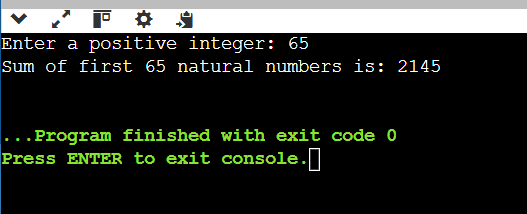 Enter a positive integer: 65
Sum of first 65 natural numbers is: 2145
...Program finished with exit code 0
Press ENTER to exit console.